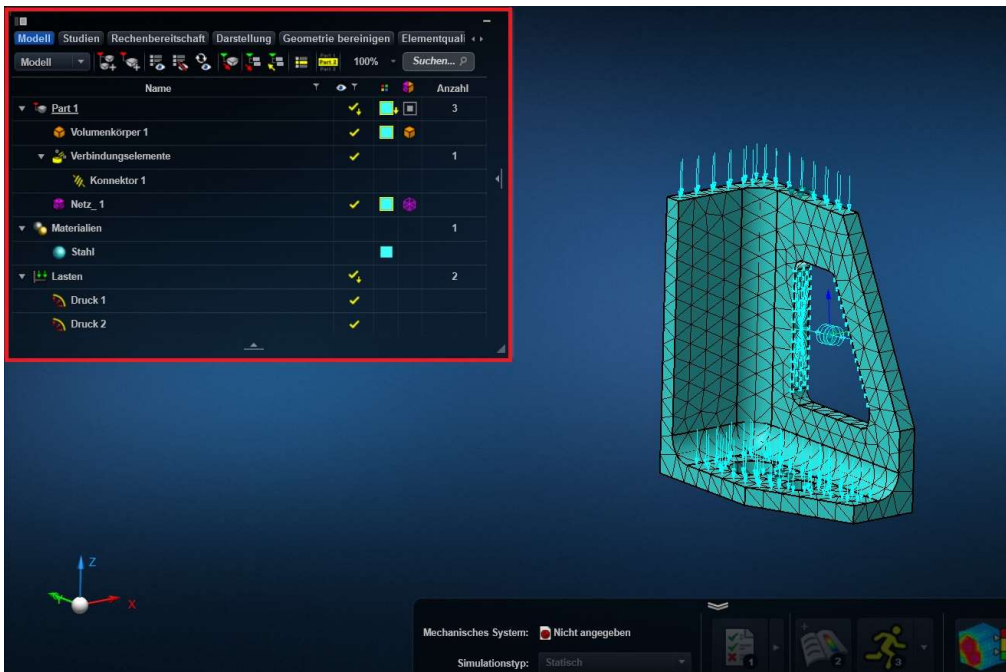 Modell Studien Rechenbereitschaft Darstellung Geometrie bereinigen Elementquali
Modell 100% Suchen...
Name Anzahl
Part 1 3
Volumenkörper 1
Verbindungselemente 1
Konnektor 1
Netz_ 1
Materialien 1
Stahl
Lasten 2
Druck 1
Druck 2
Z
X
Mechanisches System: Nicht angegeben
1 2 3
Simulationstyp: Statisch